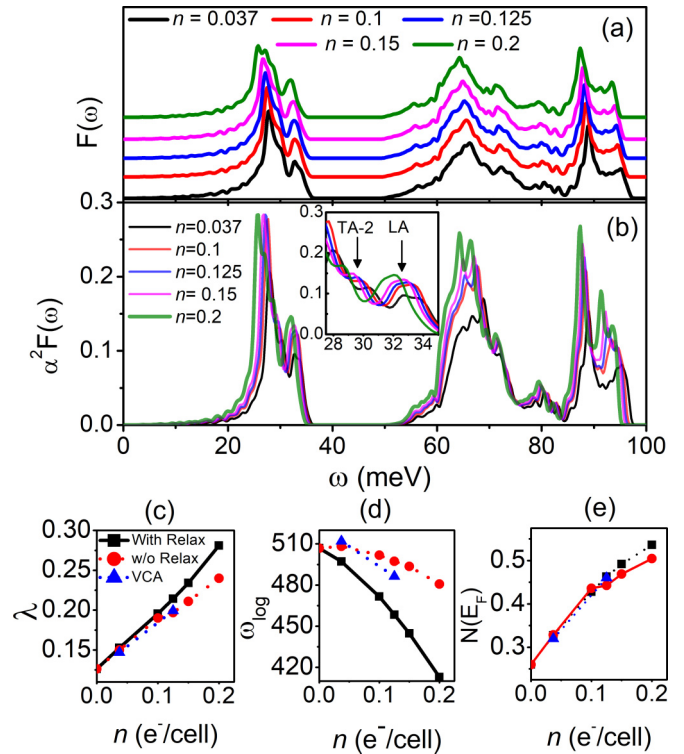 n = 0.037 n = 0.1 n =0.125 (a)
n = 0.15 n = 0.2
F(ω)
0.3
n=0.037
n=0.1
n=0.125
n= 0.15
n=0.2
(b)
0.3
0.2
0.1
0.0
TA-2 LA
28 30 32 34
α²F(ω)
0.2
0.1
0.0
0 20 40 60 80 100
ω (meV)
(c) (d) (e)
λ
0.30
0.25
0.20
0.15
With Relax
w/o Relax
VCA
0.0 0.1 0.2
n (e⁻/cell)
ω_log
510
480
450
420
0.0 0.1 0.2
n (e⁻/cell)
N(E_F)
0.5
0.4
0.3
0.0 0.1 0.2
n (e⁻/cell)